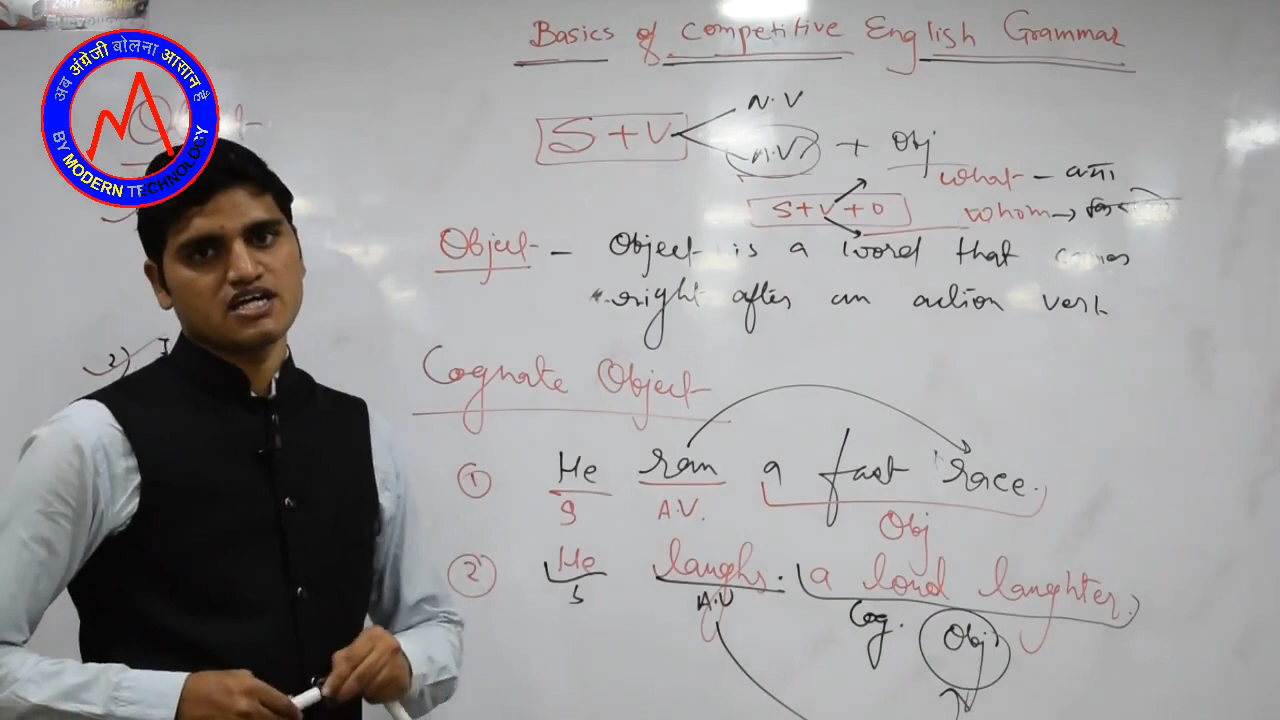 अब अंग्रेजी बोलना आसान है
BY MODERN TECHNOLOGY
Basics of Competitive English Grammar
S + V
N.V
A.V + Obj
what - क्या
S + V + O
whom →
Object - Object is a word that comes
right after an action verb
Cognate Object
① He ran a fast race.
S A.V. Obj
2)
② He laughs a loud laughter.
S A.V Cog. Obj